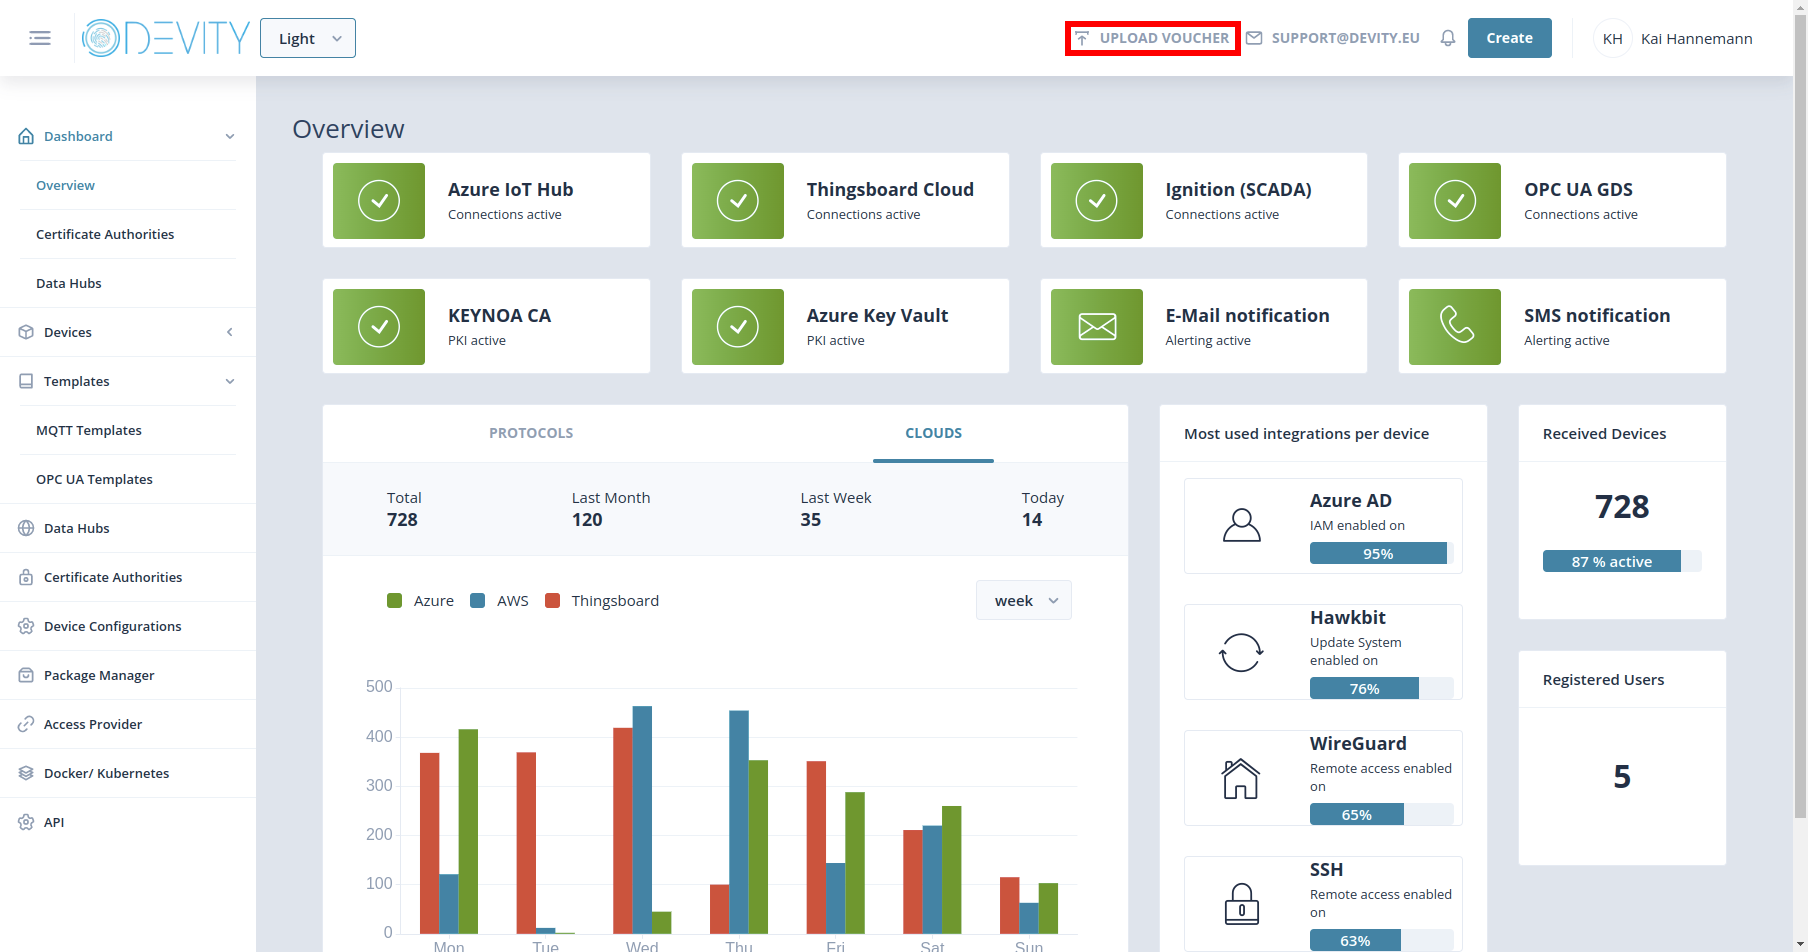 DEVITY
Light
UPLOAD VOUCHER
SUPPORT@DEVITY.EU
Create
KH
Kai Hannemann
Dashboard
Overview
Certificate Authorities
Data Hubs
Devices
Templates
MQTT Templates
OPC UA Templates
Data Hubs
Certificate Authorities
Device Configurations
Package Manager
Access Provider
Docker/ Kubernetes
API
Overview
Azure IoT Hub
Connections active
Thingsboard Cloud
Connections active
Ignition (SCADA)
Connections active
OPC UA GDS
Connections active
KEYNOA CA
PKI active
Azure Key Vault
PKI active
E-Mail notification
Alerting active
SMS notification
Alerting active
PROTOCOLS
CLOUDS
Total
728
Last Month
120
Last Week
35
Today
14
Azure
AWS
Thingsboard
week
500
400
300
200
100
0
Mon
Tue
Wed
Thu
Fri
Sat
Sun
Most used integrations per device
Azure AD
IAM enabled on
95%
Hawkbit
Update System
enabled on
76%
WireGuard
Remote access enabled
on
65%
SSH
Remote access enabled
on
63%
Received Devices
728
87 % active
Registered Users
5